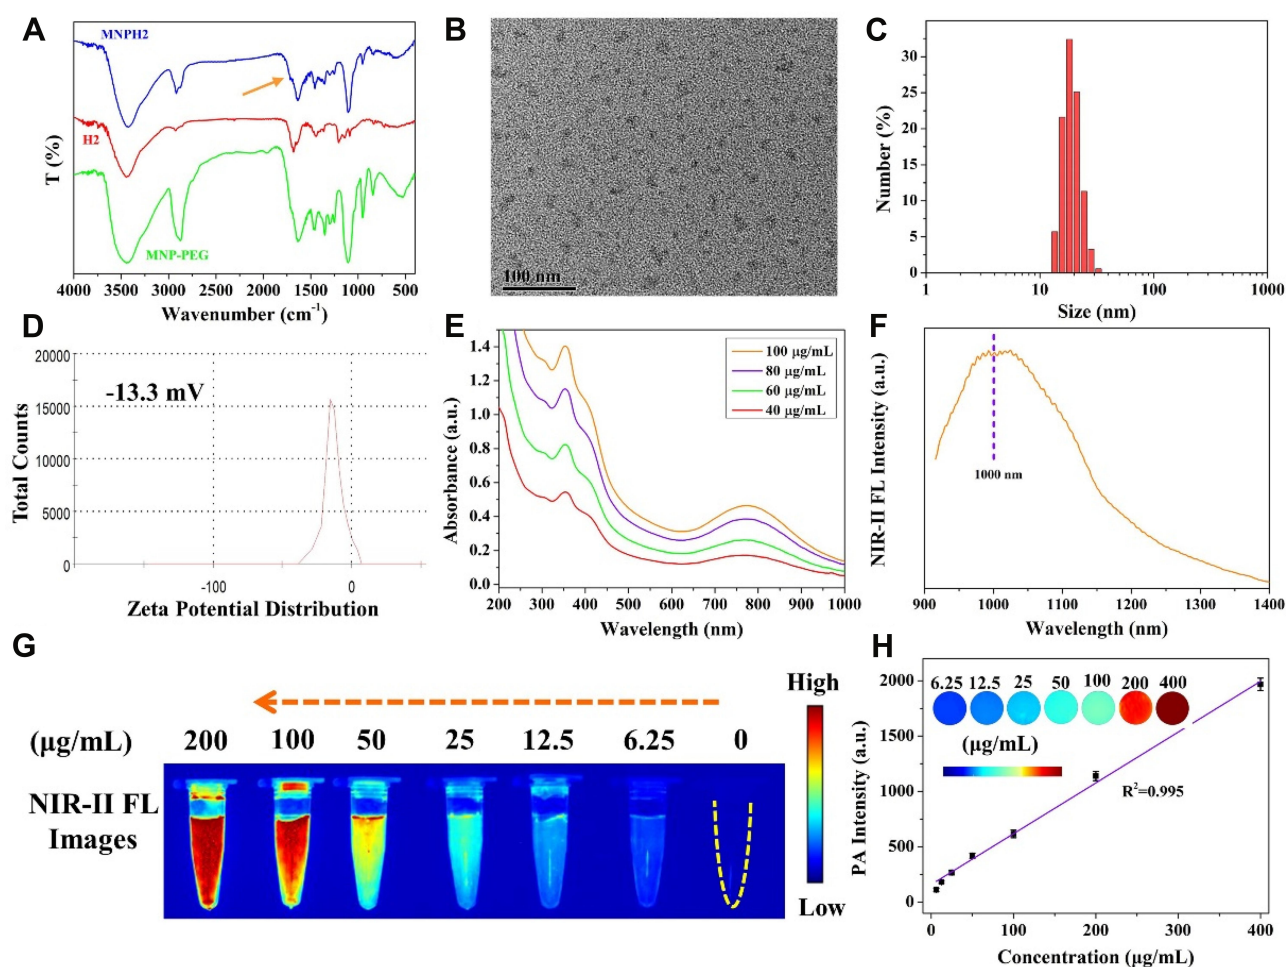 A
MNPH2
H2
MNP-PEG
T (%)
4000 3500 3000 2500 2000 1500 1000 500
Wavenumber (cm⁻¹)
B
100 nm
C
30
25
20
15
10
5
0
Number (%)
1 10 100 1000
Size (nm)
D
20000
15000
10000
5000
0
-13.3 mV
Total Counts
-100 0
Zeta Potential Distribution
E
1.4
1.2
1.0
0.8
0.6
0.4
0.2
0.0
Absorbance (a.u.)
100 μg/mL
80 μg/mL
60 μg/mL
40 μg/mL
200 300 400 500 600 700 800 900 1000
Wavelength (nm)
F
NIR-II FL Intensity (a.u.)
1000 nm
900 1000 1100 1200 1300 1400
Wavelength (nm)
G
High
(μg/mL) 200 100 50 25 12.5 6.25 0
NIR-II FL
Images
Low
H
2000
1500
1000
500
0
PA Intensity (a.u.)
6.25 12.5 25 50 100 200 400
(μg/mL)
R²=0.995
0 100 200 300 400
Concentration (μg/mL)